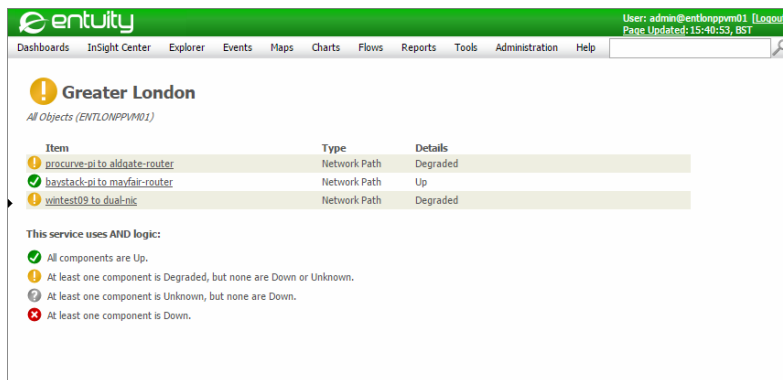 entuity
User: admin@entlonppvm01 [Logout
Page Updated: 15:40:53, BST
Dashboards InSight Center Explorer Events Maps Charts Flows Reports Tools Administration Help
Greater London
All Objects (ENTLONPPVM01)
Item Type Details
procurve-pi to aldgate-router Network Path Degraded
baystack-pi to mayfair-router Network Path Up
wintest09 to dual-nic Network Path Degraded
This service uses AND logic:
All components are Up.
At least one component is Degraded, but none are Down or Unknown.
At least one component is Unknown, but none are Down.
At least one component is Down.